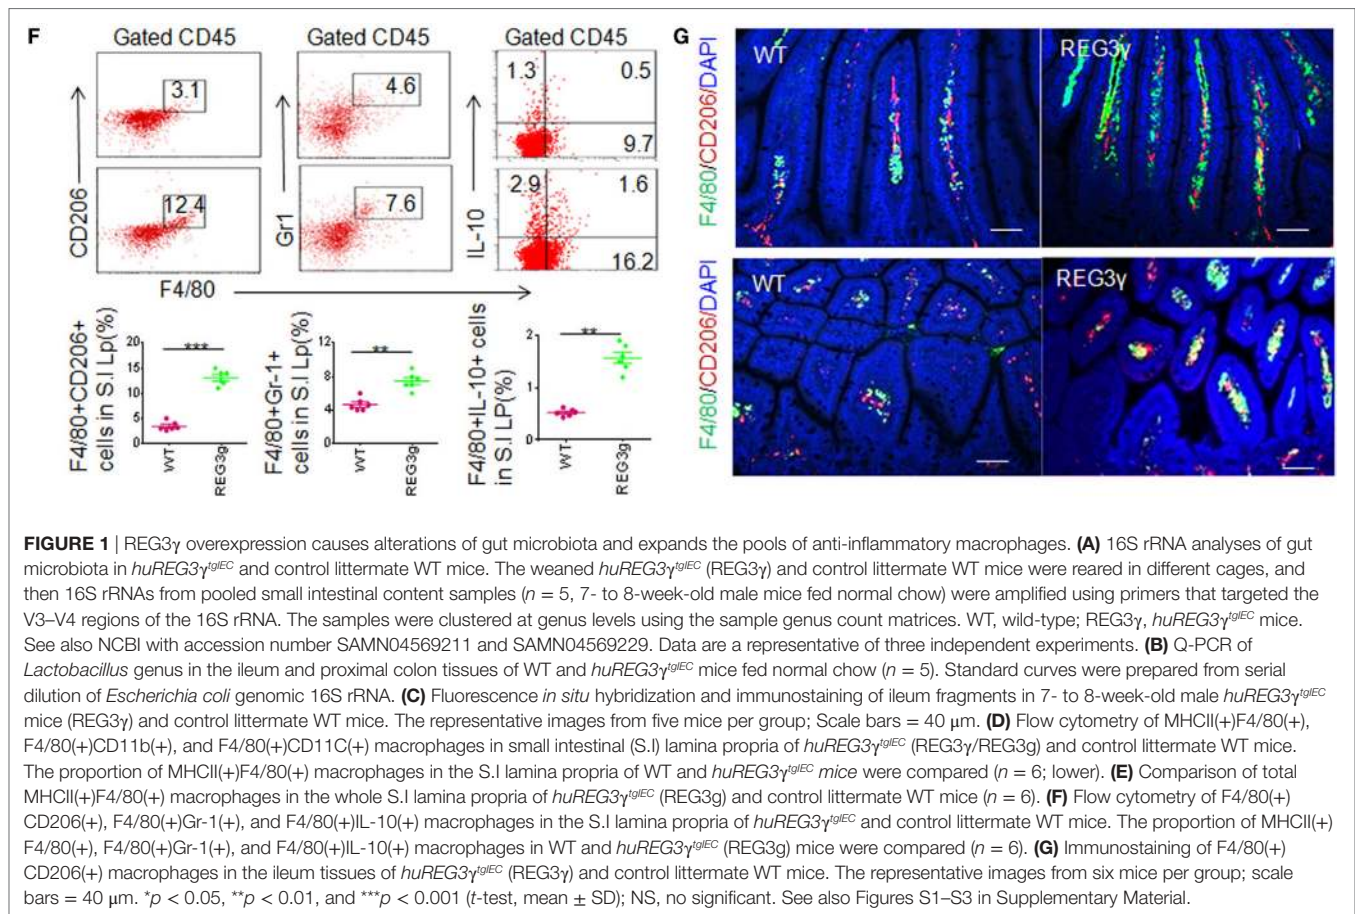 F
Gated CD45
Gated CD45
Gated CD45
3.1
4.6
1.3
0.5
9.7
12.4
7.6
2.9
1.6
16.2
CD206
Gr1
IL-10
F4/80
F4/80+CD206+
cells in S.I Lp(%)
20
15
10
5
0
***
WT
REG3g
F4/80+Gr-1+
cells in S.I Lp(%)
12
8
4
0
**
WT
REG3g
F4/80+IL-10+ cells
in S.I LP(%)
2
1
0
**
WT
REG3g
G
F4/80/CD206/DAPI
WT
REG3γ
F4/80/CD206/DAPI
WT
REG3γ
FIGURE 1 | REG3γ overexpression causes alterations of gut microbiota and expands the pools of anti-inflammatory macrophages. (A) 16S rRNA analyses of gut
microbiota in huREG3γtgIEC and control littermate WT mice. The weaned huREG3γtgIEC (REG3γ) and control littermate WT mice were reared in different cages, and
then 16S rRNAs from pooled small intestinal content samples (n = 5, 7- to 8-week-old male mice fed normal chow) were amplified using primers that targeted the
V3–V4 regions of the 16S rRNA. The samples were clustered at genus levels using the sample genus count matrices. WT, wild-type; REG3γ, huREG3γtgIEC mice.
See also NCBI with accession number SAMN04569211 and SAMN04569229. Data are a representative of three independent experiments. (B) Q-PCR of
Lactobacillus genus in the ileum and proximal colon tissues of WT and huREG3γtgIEC mice fed normal chow (n = 5). Standard curves were prepared from serial
dilution of Escherichia coli genomic 16S rRNA. (C) Fluorescence in situ hybridization and immunostaining of ileum fragments in 7- to 8-week-old male huREG3γtgIEC
mice (REG3γ) and control littermate WT mice. The representative images from five mice per group; Scale bars = 40 μm. (D) Flow cytometry of MHCII(+)F4/80(+),
F4/80(+)CD11b(+), and F4/80(+)CD11C(+) macrophages in small intestinal (S.I) lamina propria of huREG3γtgIEC (REG3γ/REG3g) and control littermate WT mice.
The proportion of MHCII(+)F4/80(+) macrophages in the S.I lamina propria of WT and huREG3γtgIEC mice were compared (n = 6; lower). (E) Comparison of total
MHCII(+)F4/80(+) macrophages in the whole S.I lamina propria of huREG3γtgIEC (REG3g) and control littermate WT mice (n = 6). (F) Flow cytometry of F4/80(+)
CD206(+), F4/80(+)Gr-1(+), and F4/80(+)IL-10(+) macrophages in the S.I lamina propria of huREG3γtgIEC and control littermate WT mice. The proportion of MHCII(+)
F4/80(+), F4/80(+)Gr-1(+), and F4/80(+)IL-10(+) macrophages in WT and huREG3γtgIEC (REG3g) mice were compared (n = 6). (G) Immunostaining of F4/80(+)
CD206(+) macrophages in the ileum tissues of huREG3γtgIEC (REG3γ) and control littermate WT mice. The representative images from six mice per group; scale
bars = 40 μm. *p < 0.05, **p < 0.01, and ***p < 0.001 (t-test, mean ± SD); NS, no significant. See also Figures S1–S3 in Supplementary Material.